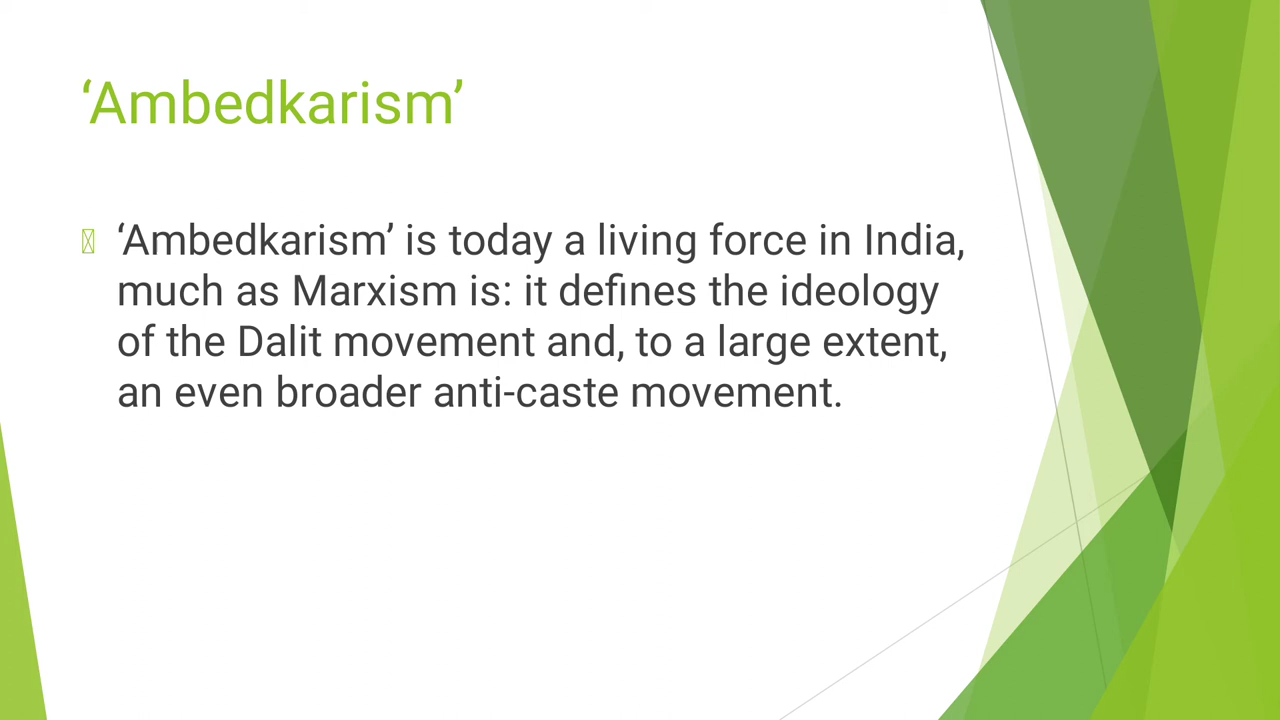 ‘Ambedkarism’
‘Ambedkarism’ is today a living force in India,
much as Marxism is: it defines the ideology
of the Dalit movement and, to a large extent,
an even broader anti-caste movement.